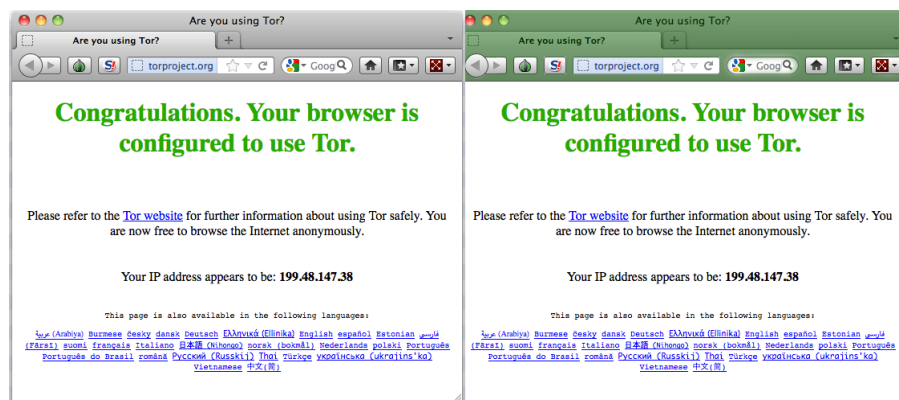 Are you using Tor?
Are you using Tor?
torproject.org
Goog
Congratulations. Your browser is
configured to use Tor.
Please refer to the Tor website for further information about using Tor safely. You
are now free to browse the Internet anonymously.
Your IP address appears to be: 199.48.147.38
This page is also available in the following languages:
عربية (Arabiya) Burmese česky dansk Deutsch Ελληνικά (Ellinika) English español Estonian فارسی
(Fārsī) suomi français Italiano 日本語 (Nihongo) norsk (bokmål) Nederlands polski Português
Português do Brasil română Русский (Russkij) Thai Türkçe українська (ukrajins'ka)
Vietnamese 中文(简)
Are you using Tor?
Are you using Tor?
torproject.org
Goog
Congratulations. Your browser is
configured to use Tor.
Please refer to the Tor website for further information about using Tor safely. You
are now free to browse the Internet anonymously.
Your IP address appears to be: 199.48.147.38
This page is also available in the following languages:
عربية (Arabiya) Burmese česky dansk Deutsch Ελληνικά (Ellinika) English español Estonian فارسی
(Fārsī) suomi français Italiano 日本語 (Nihongo) norsk (bokmål) Nederlands polski Português
Português do Brasil română Русский (Russkij) Thai Türkçe українська (ukrajins'ka)
Vietnamese 中文(简)